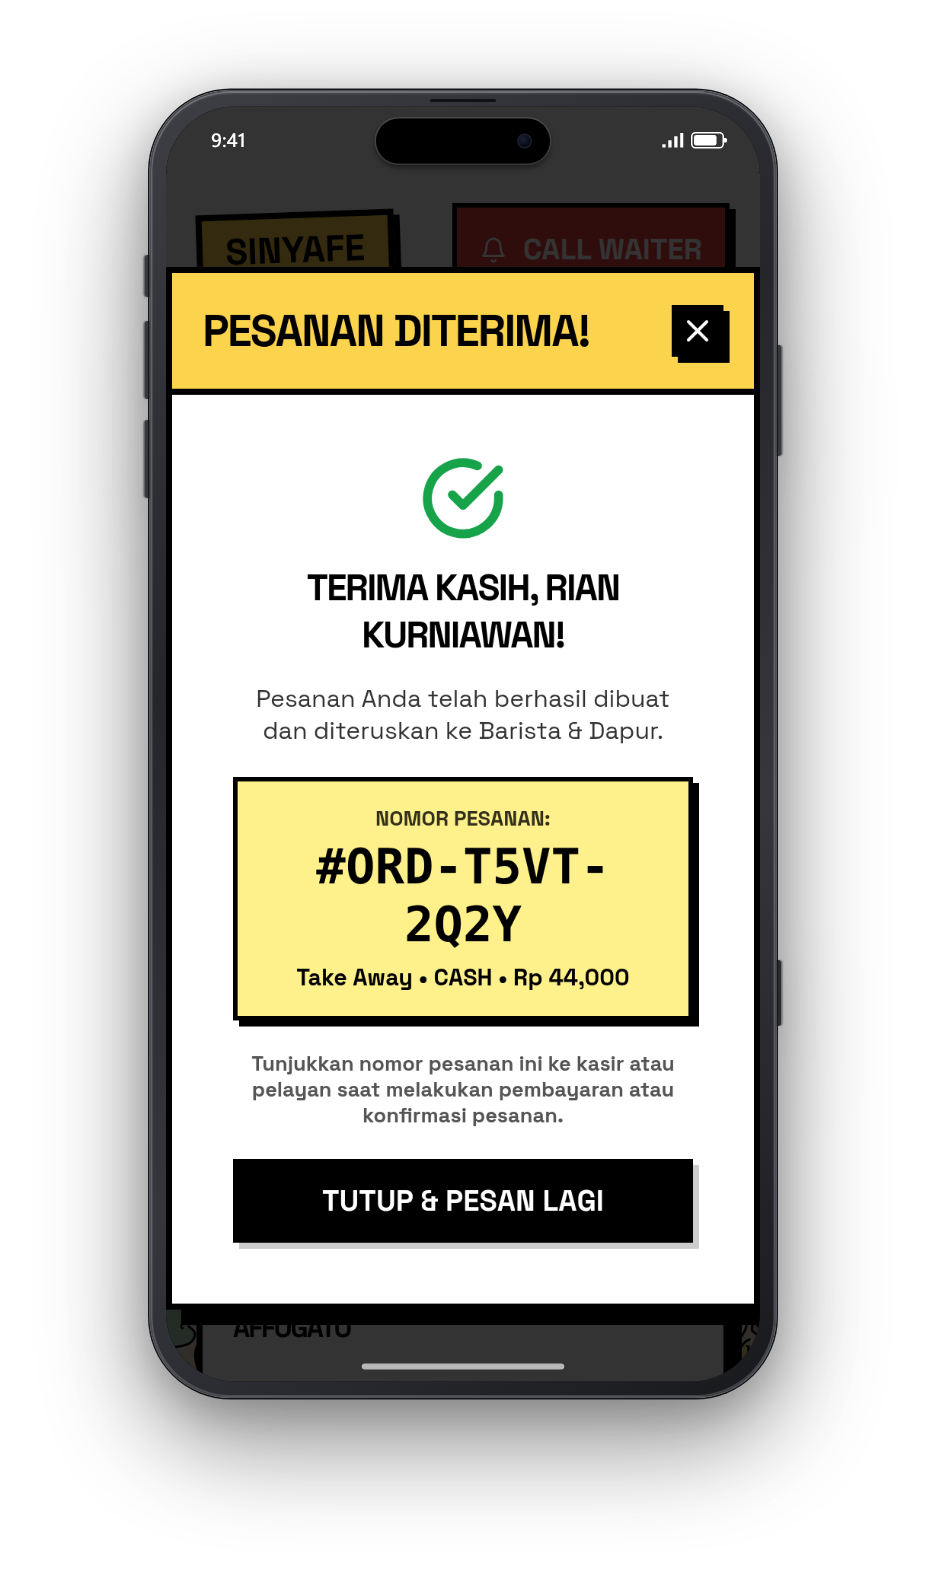 9:41
SINYAFE
CALL WAITER
PESANAN DITERIMA!
TERIMA KASIH, RIAN
KURNIAWAN!
Pesanan Anda telah berhasil dibuat
dan diteruskan ke Barista & Dapur.
NOMOR PESANAN:
#ORD-T5VT-
2Q2Y
Take Away • CASH • Rp 44,000
Tunjukkan nomor pesanan ini ke kasir atau
pelayan saat melakukan pembayaran atau
konfirmasi pesanan.
TUTUP & PESAN LAGI
AFFOGATO